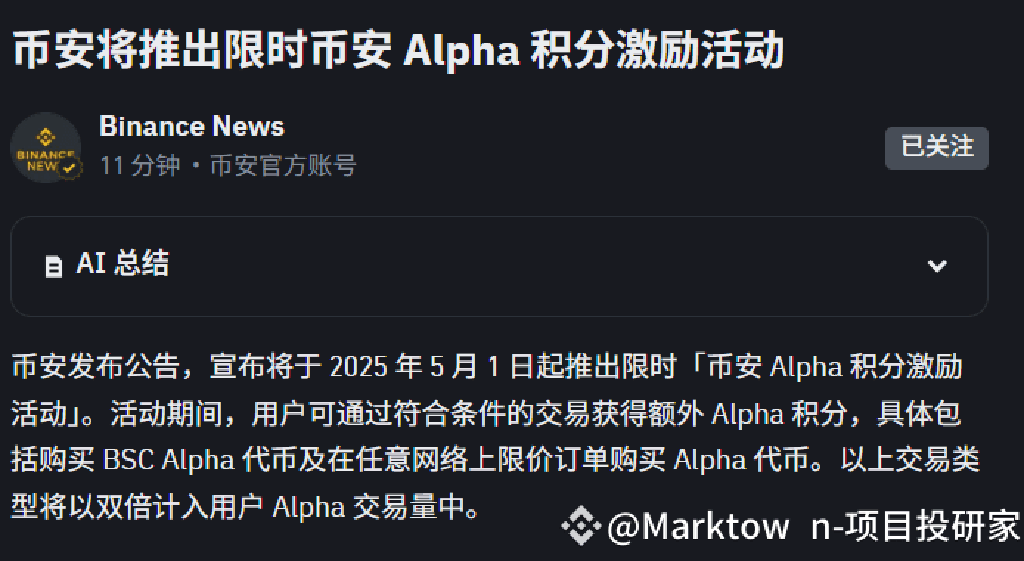 币安将推出限时币安 Alpha 积分激励活动
Binance News
BINANCE
NEW
11 分钟 • 币安官方账号
已关注
AI 总结
币安发布公告，宣布将于 2025 年 5 月 1 日起推出限时「币安 Alpha 积分激励
活动」。活动期间，用户可通过符合条件的交易获得额外 Alpha 积分，具体包
括购买 BSC Alpha 代币及在任意网络上限价订单购买 Alpha 代币。以上交易类
型将以双倍计入用户 Alpha 交易量中。
@Marktow n-项目投研家